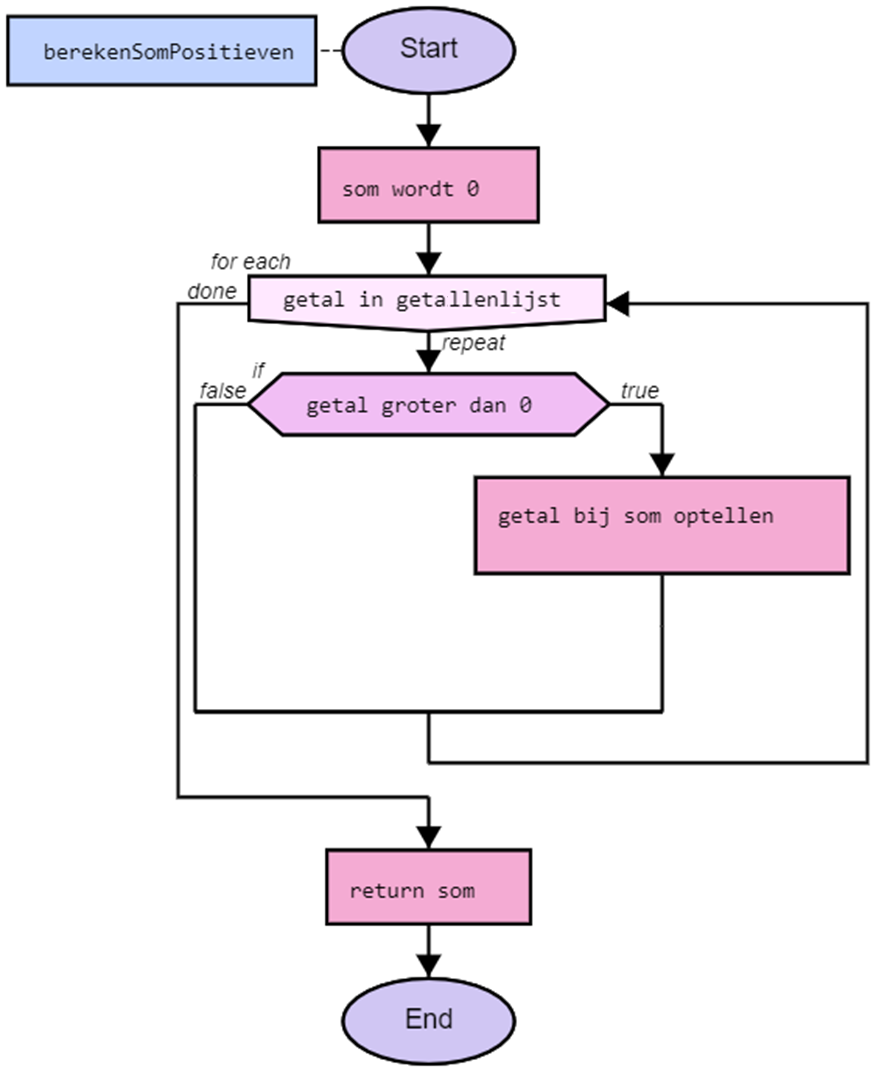 berekenSomPositieven
Start
som wordt 0
for each
done
getal in getallenlijst
repeat
if
false
getal groter dan 0
true
getal bij som optellen
return som
End